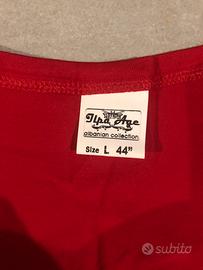 Ilpa Age
albanian collection
Size L 44"
subito